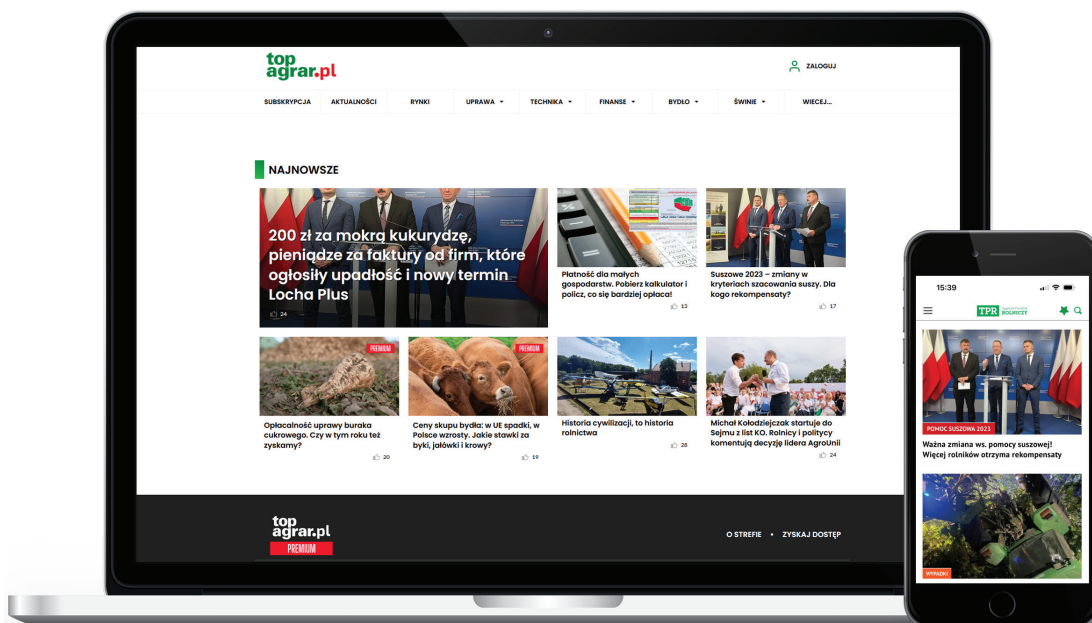 top
agrar.pl
ZALOGUJ
SUBSKRYPCJA AKTUALNOŚCI RYNKI UPRAWA TECHNIKA FINANSE BYDŁO ŚWINIE WIECEJ...
NAJNOWSZE
200 zł za mokrą kukurydzę,
pieniądze za faktury od firm, które
ogłosiły upadłość i nowy termin
Locha Plus
24
Płatność dla małych
gospodarstw. Pobierz kalkulator i
policz, co się bardziej opłaca!
13
Suszowe 2023 – zmiany w
kryteriach szacowania suszy. Dla
kogo rekompensaty?
17
PREMIUM
Opłacalność uprawy buraka
cukrowego. Czy w tym roku też
zyskamy?
20
PREMIUM
Ceny skupu bydła: w UE spadki, w
Polsce wzrosty. Jakie stawki za
byki, jałówki i krowy?
19
Historia cywilizacji, to historia
rolnictwa
28
Michał Kołodziejczak startuje do
Sejmu z list KO. Rolnicy i politycy
komentują decyzję lidera AgroUnii
24
top
agrar.pl
PREMIUM
O STREFIE • ZYSKAJ DOSTĘP
15:39
TPR
ROLNICZY
POMOC SUSZOWA 2023
Ważna zmiana ws. pomocy suszowej!
Więcej rolników otrzyma rekompensaty
WYPADKI